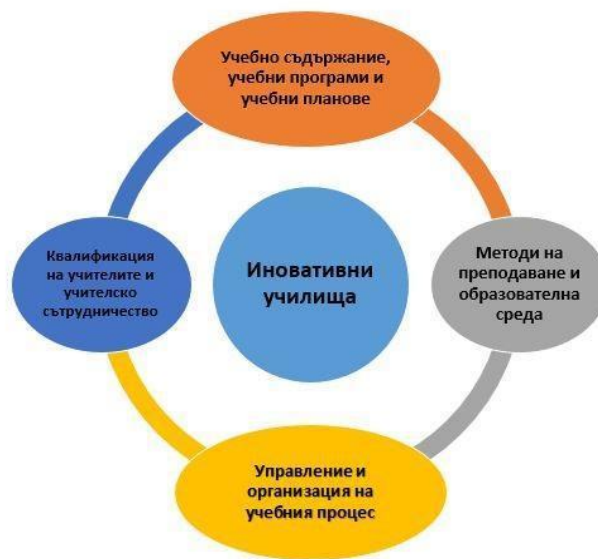 Учебно съдържание,
учебни програми и
учебни планове
Квалификация
на учителите и
учителско
сътрудничество
Иновативни
училища
Методи на
преподаване и
образователна
среда
Управление и
организация на
учебния процес